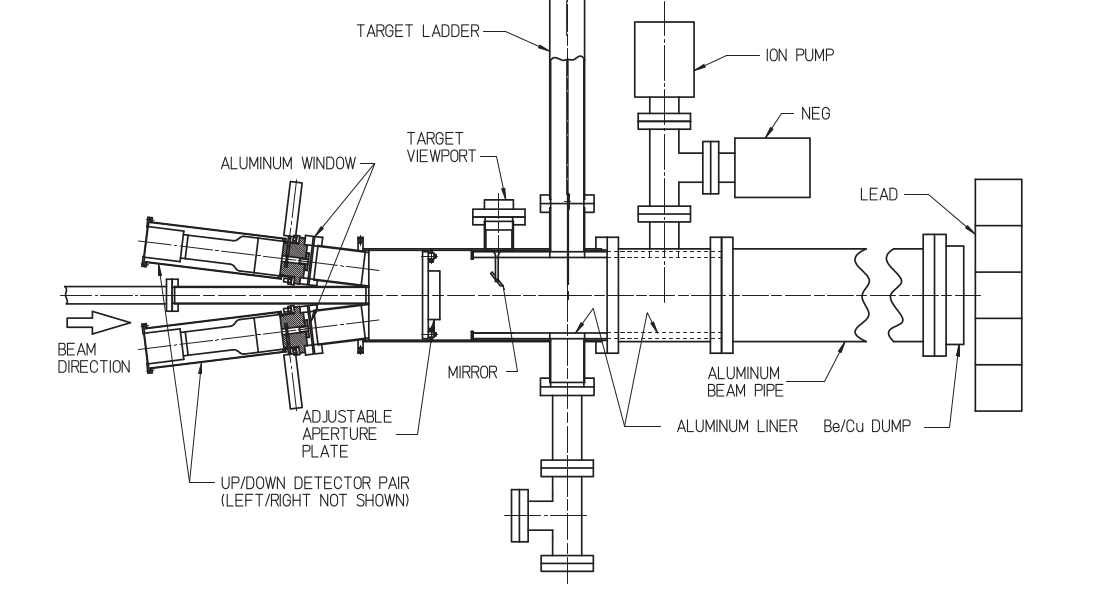 TARGET LADDER
ION PUMP
NEG
TARGET
VIEWPORT
ALUMINUM WINDOW
LEAD
BEAM
DIRECTION
MIRROR
ALUMINUM
BEAM PIPE
ADJUSTABLE
APERTURE
PLATE
ALUMINUM LINER
Be/Cu DUMP
UP/DOWN DETECTOR PAIR
(LEFT/RIGHT NOT SHOWN)